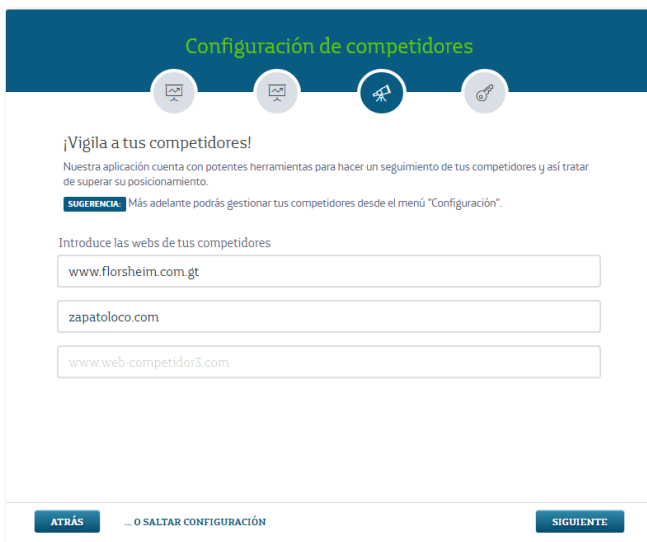 Configuración de competidores
¡Vigila a tus competidores!
Nuestra aplicación cuenta con potentes herramientas para hacer un seguimiento de tus competidores y así tratar
de superar su posicionamiento.
SUGERENCIA: Más adelante podrás gestionar tus competidores desde el menú "Configuración".
Introduce las webs de tus competidores
www.florsheim.com.gt
zapatoloco.com
www.web-competidor3.com
ATRÁS ... O SALTAR CONFIGURACIÓN SIGUIENTE